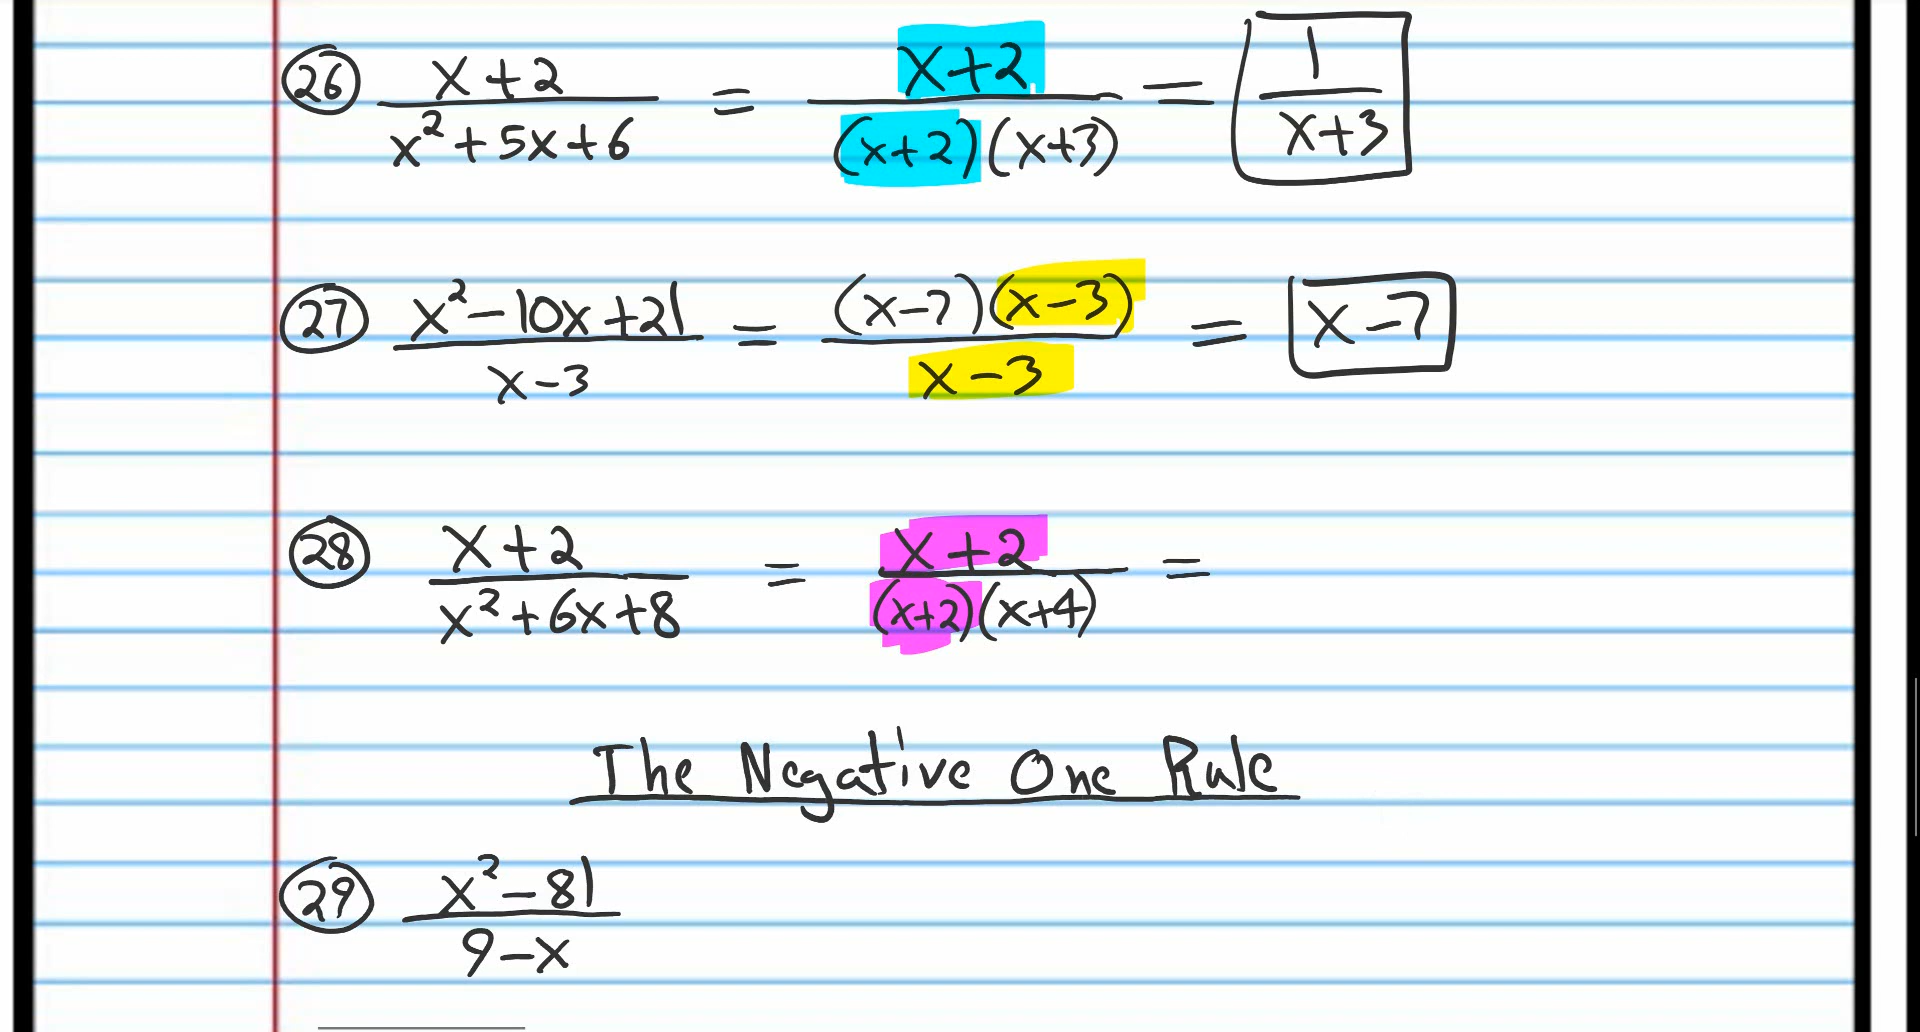 26 (x+2)/(x²+5x+6) = (x+2)/((x+2)(x+3)) = 1/(x+3)
27 (x²-10x+21)/(x-3) = ((x-7)(x-3))/(x-3) = x-7
28 (x+2)/(x²+6x+8) = (x+2)/((x+2)(x+4)) =
The Negative One Rule
29 (x²-81)/(9-x)